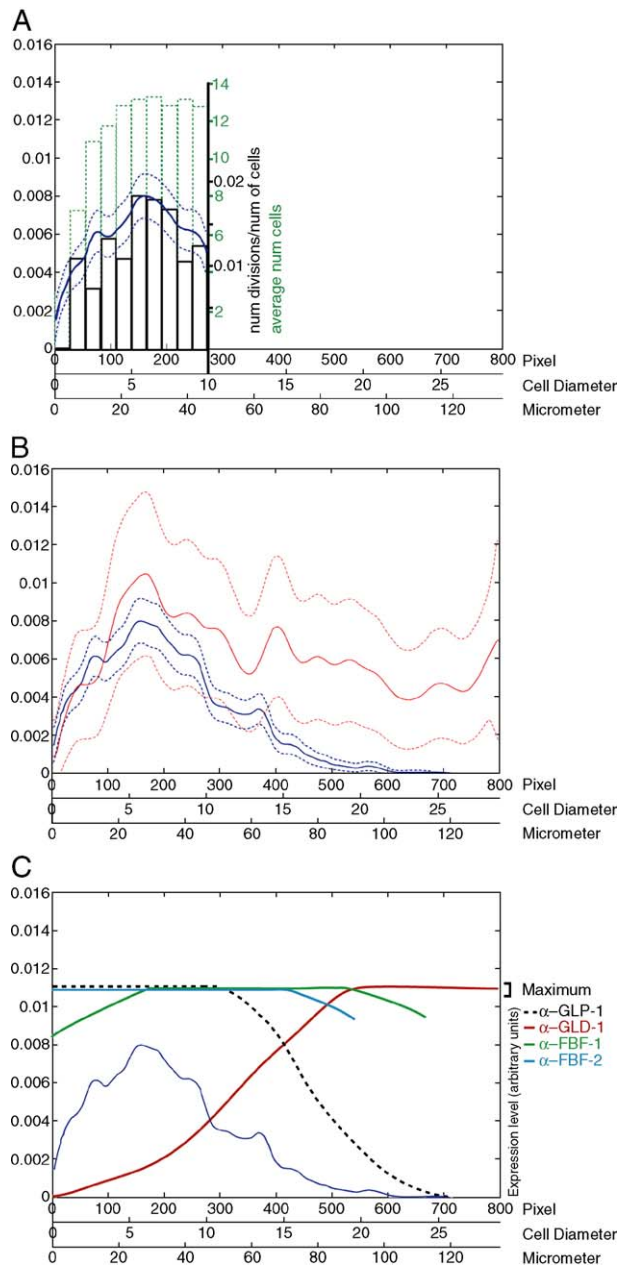 A
0.016
0.014
0.012
0.01
0.008
0.006
0.004
0.002
0
14
12
10
8
6
4
2
0.02
0.01
num divisions/num of cells
average num cells
100 200 300 400 500 600 700 800 Pixel
0 5 10 15 20 25 Cell Diameter
0 20 40 60 80 100 120 Micrometer
B
0.016
0.014
0.012
0.01
0.008
0.006
0.004
0.002
0
0 100 200 300 400 500 600 700 800 Pixel
0 5 10 15 20 25 Cell Diameter
0 20 40 60 80 100 120 Micrometer
C
0.016
0.014
0.012
0.01
0.008
0.006
0.004
0.002
0
Maximum
α–GLP-1
α–GLD-1
α–FBF-1
α–FBF-2
Expression level (arbitrary units)
100 200 300 400 500 600 700 800 Pixel
0 5 10 15 20 25 Cell Diameter
0 20 40 60 80 100 120 Micrometer